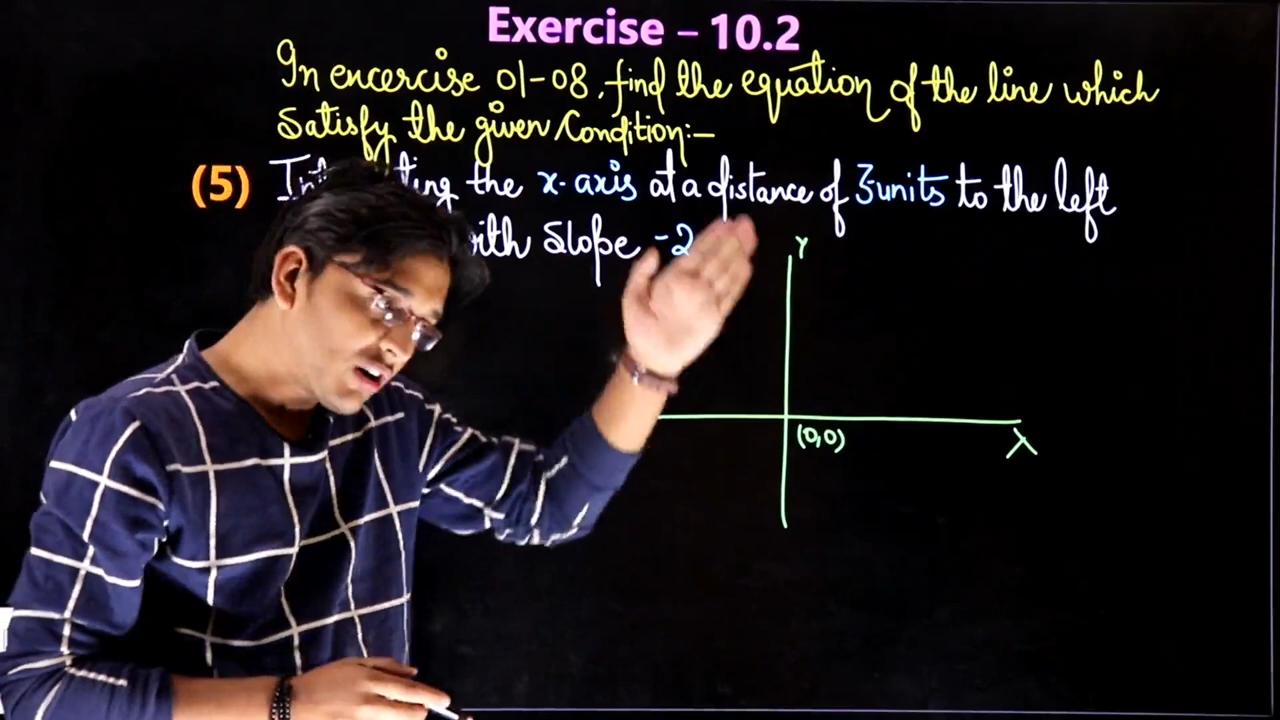 Exercise – 10.2
In encercise 01-08, find the equation of the line which
satisfy the given Condition:-
(5) the x-axis at a distance of 3units to the left
Slope -2
Y
(0,0)
X